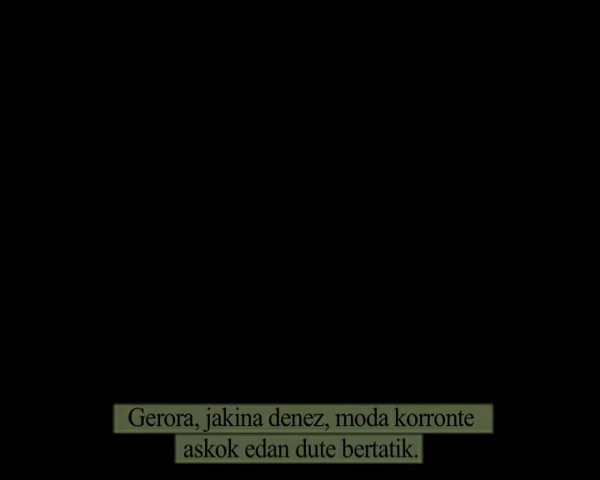 Gerora, jakina denez, moda korronte
askok edan dute bertatik.